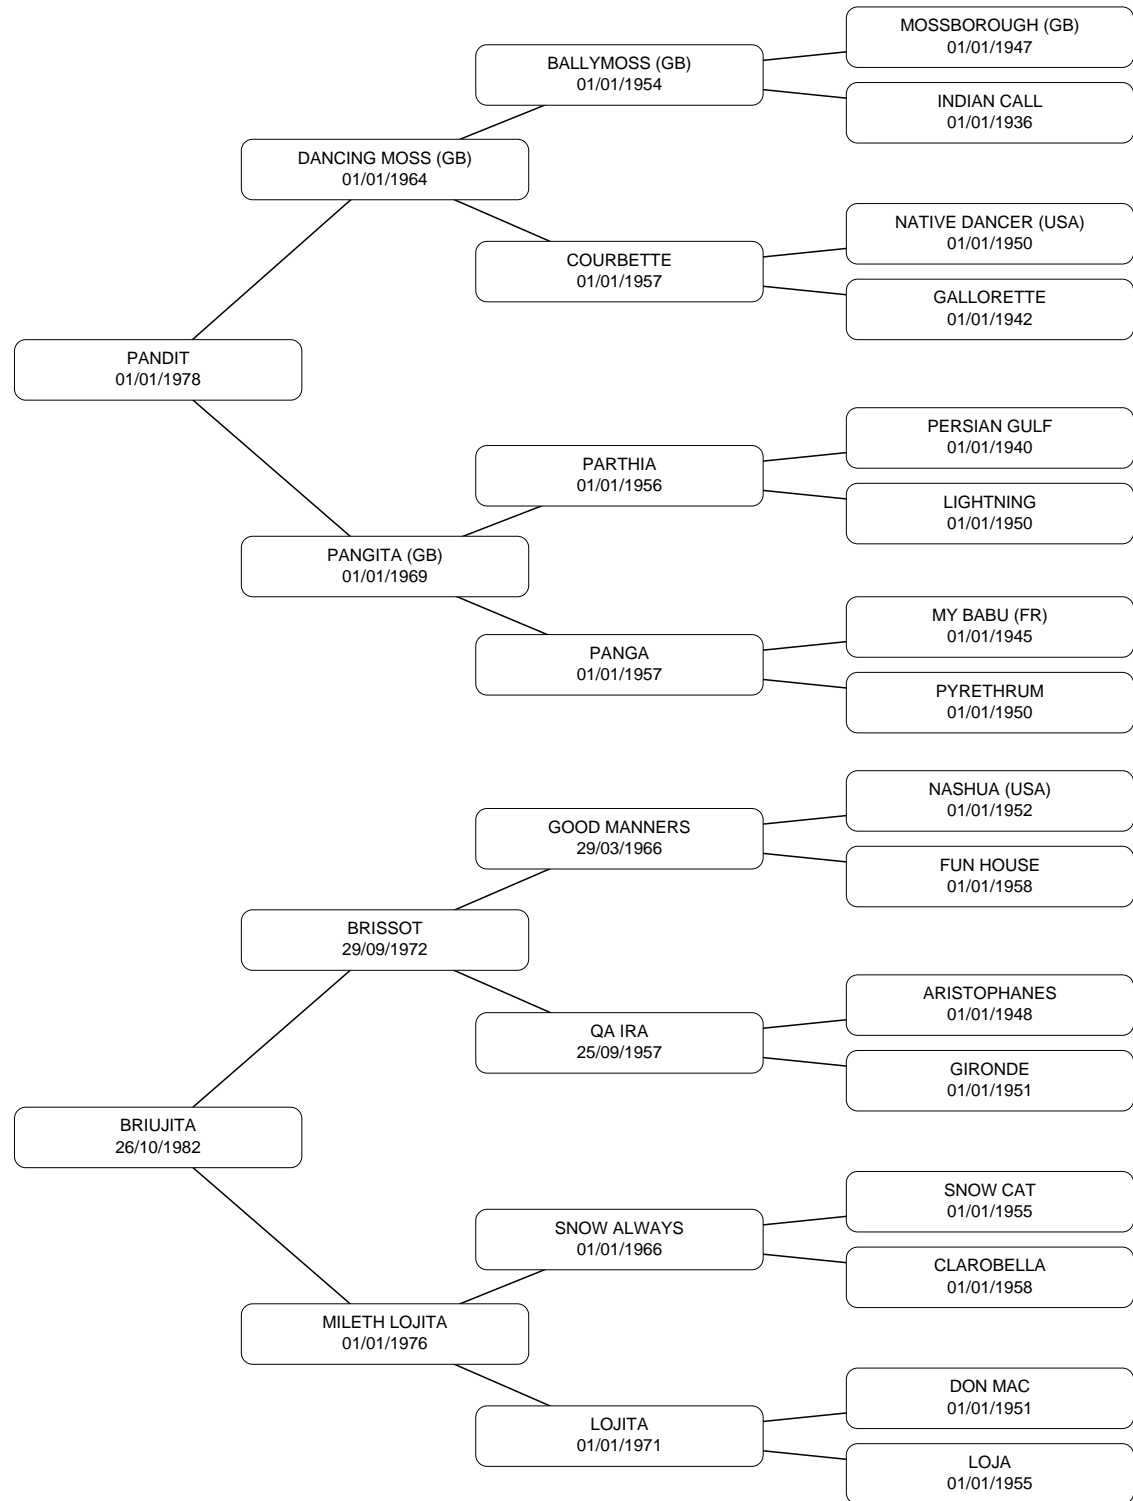 MOSSBOROUGH (GB)
01/01/1947
BALLYMOSS (GB)
01/01/1954
INDIAN CALL
01/01/1936
DANCING MOSS (GB)
01/01/1964
NATIVE DANCER (USA)
01/01/1950
COURBETTE
01/01/1957
GALLORETTE
01/01/1942
PANDIT
01/01/1978
PERSIAN GULF
01/01/1940
PARTHIA
01/01/1956
LIGHTNING
01/01/1950
PANGITA (GB)
01/01/1969
MY BABU (FR)
01/01/1945
PANGA
01/01/1957
PYRETHRUM
01/01/1950
NASHUA (USA)
01/01/1952
GOOD MANNERS
29/03/1966
FUN HOUSE
01/01/1958
BRISSOT
29/09/1972
ARISTOPHANES
01/01/1948
QA IRA
25/09/1957
GIRONDE
01/01/1951
BRIUJITA
26/10/1982
SNOW CAT
01/01/1955
SNOW ALWAYS
01/01/1966
CLAROBELLA
01/01/1958
MILETH LOJITA
01/01/1976
DON MAC
01/01/1951
LOJITA
01/01/1971
LOJA
01/01/1955